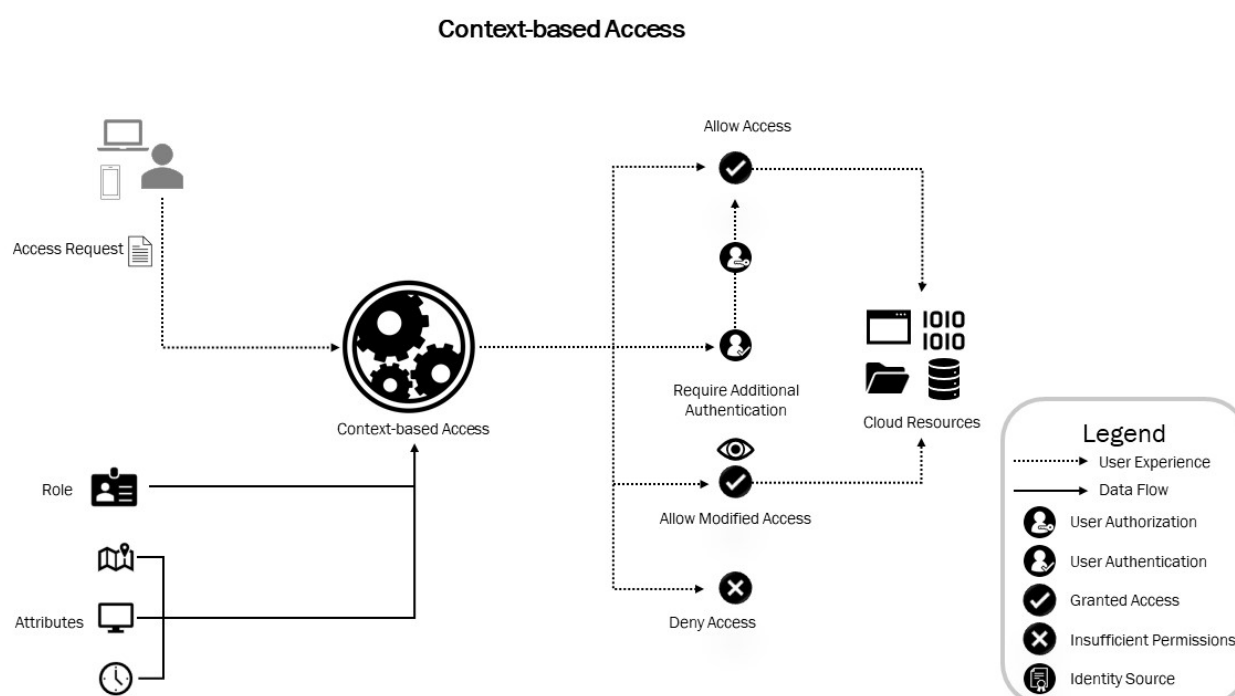 Context-based Access
Allow Access
Access Request
Require Additional
Authentication
1010
1010
Context-based Access
Cloud Resources
Role
Allow Modified Access
Attributes
Deny Access
Legend
User Experience
Data Flow
User Authorization
User Authentication
Granted Access
Insufficient Permissions
Identity Source